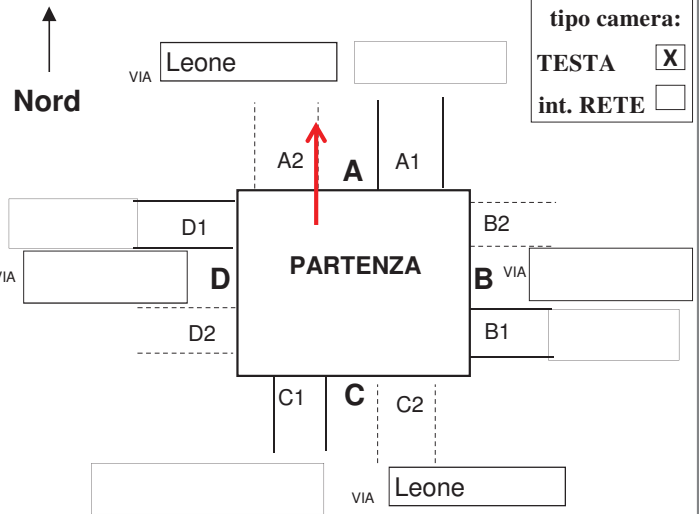 tipo camera:
VIA Leone
TESTA X
Nord
int. RETE
A2 A A1
D1 B2
PARTENZA
VIA D B VIA
D2 B1
C1 C C2
VIA Leone